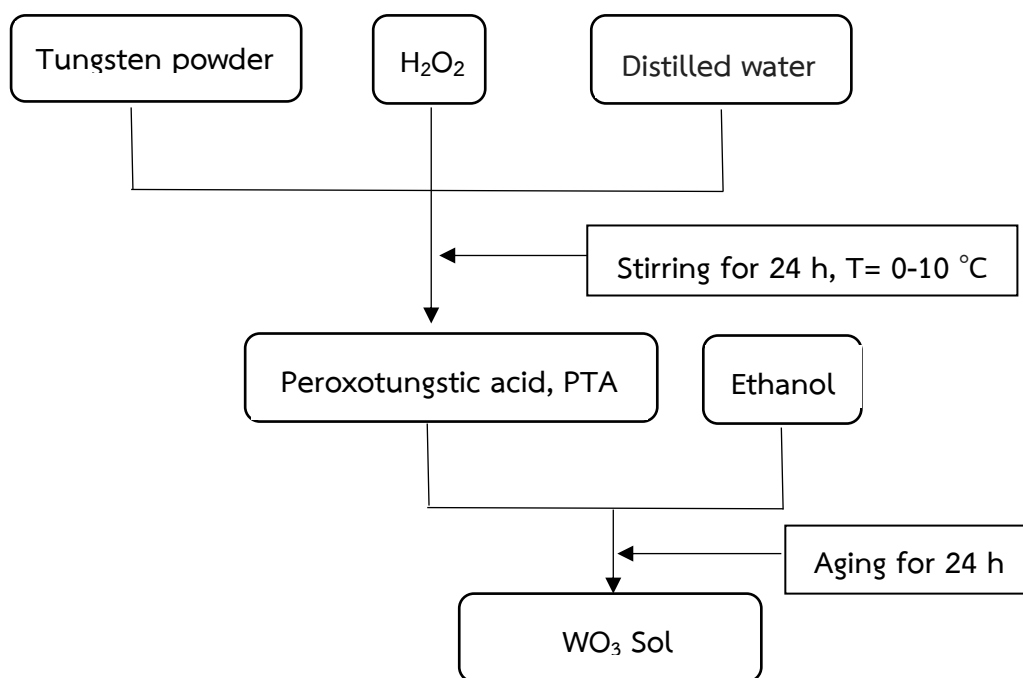 Tungsten powder
H₂O₂
Distilled water
Stirring for 24 h, T= 0-10 °C
Peroxotungstic acid, PTA
Ethanol
Aging for 24 h
WO₃ Sol